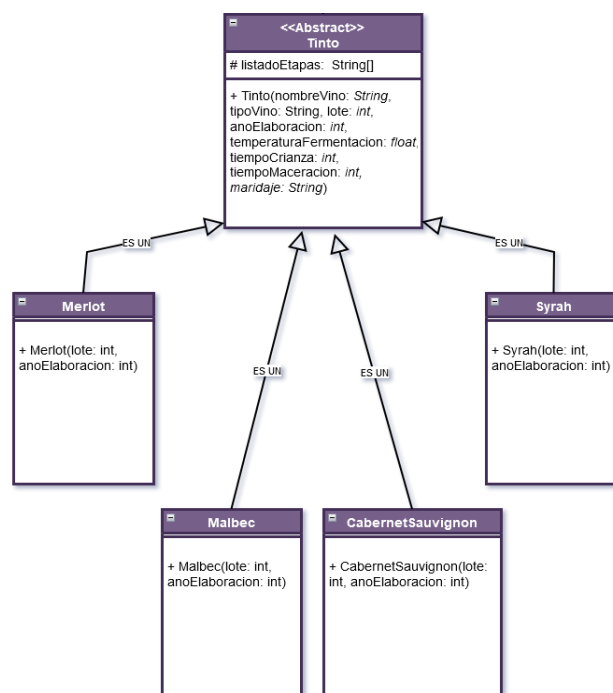 <<Abstract>>
Tinto
# listadoEtapas: String[]
+ Tinto(nombreVino: String,
tipoVino: String, lote: int,
anoElaboracion: int,
temperaturaFermentacion: float,
tiempoCrianza: int,
tiempoMaceracion: int,
maridaje: String)
ES UN
ES UN
Merlot
+ Merlot(lote: int,
anoElaboracion: int)
Syrah
+ Syrah(lote: int,
anoElaboracion: int)
ES UN
ES UN
Malbec
+ Malbec(lote: int,
anoElaboracion: int)
CabernetSauvignon
+ CabernetSauvignon(lote:
int, anoElaboracion: int)